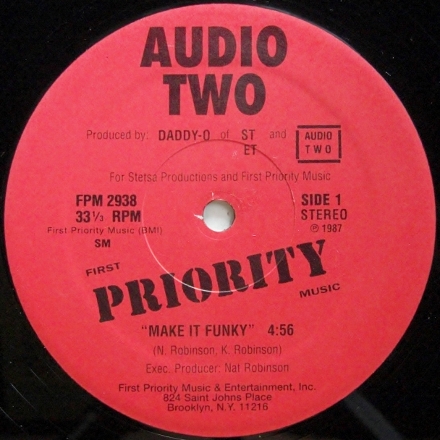 AUDIO
TWO
Produced by: DADDY-O of ST ET and AUDIO TWO
For Stetsa Productions and First Priority Music
FPM 2938
33 1/3 RPM
First Priority Music (BMI)
SM
SIDE 1
STEREO
℗ 1987
FIRST
PRIORITY
MUSIC
"MAKE IT FUNKY" 4:56
(N. Robinson, K. Robinson)
Exec. Producer: Nat Robinson
First Priority Music & Entertainment, Inc.
824 Saint Johns Place
Brooklyn, N.Y. 11216